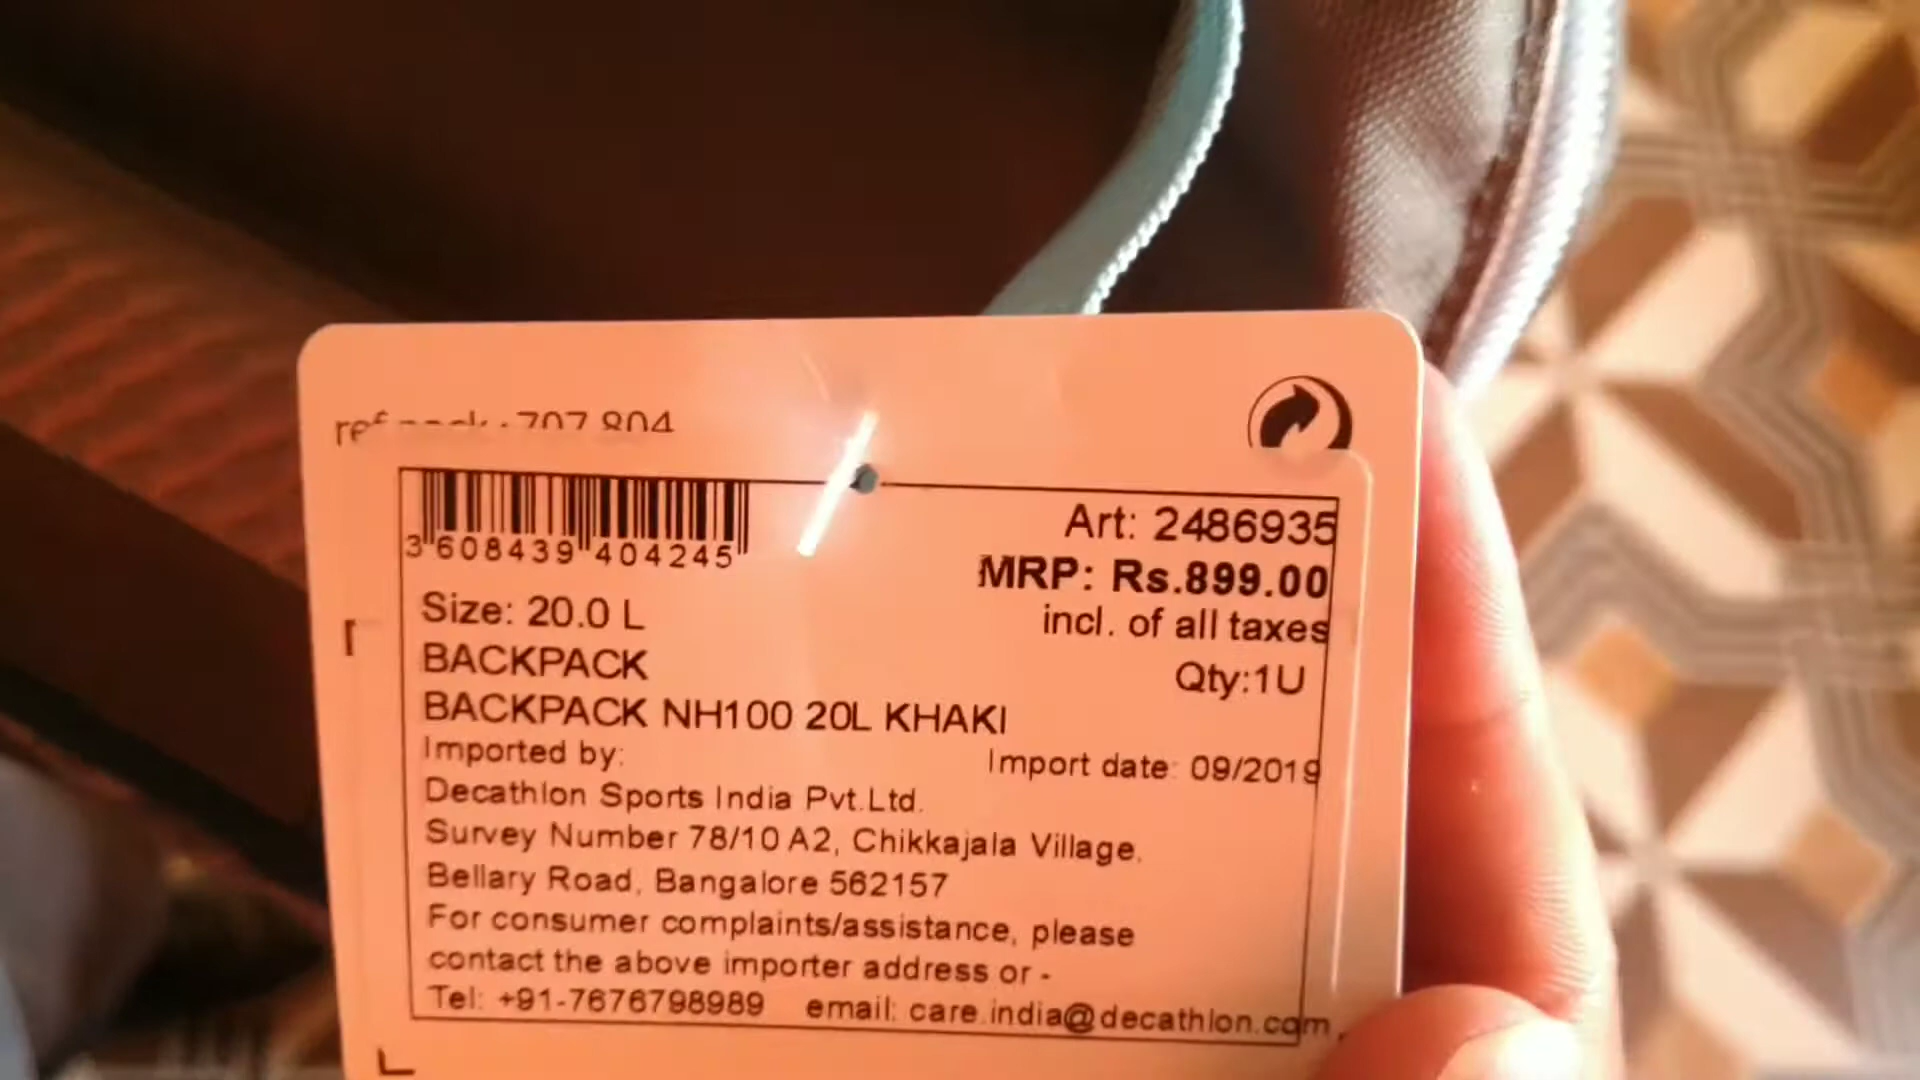 707 804
3 608439 404245
Art: 2486935
MRP: Rs.899.00
incl. of all taxes
Size: 20.0 L
Qty:1U
BACKPACK
BACKPACK NH100 20L KHAKI
Imported by:
Import date: 09/2019
Decathlon Sports India Pvt.Ltd.
Survey Number 78/10 A2, Chikkajala Village,
Bellary Road, Bangalore 562157
For consumer complaints/assistance, please
contact the above importer address or -
Tel: +91-7676798989 email: care.india@decathlon.com